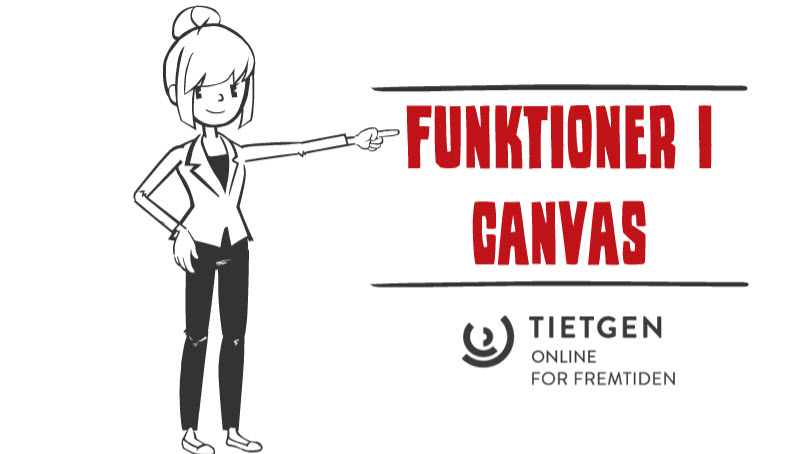 FUNKTIONER I
CANVAS
TIETGEN
ONLINE
FOR FREMTIDEN